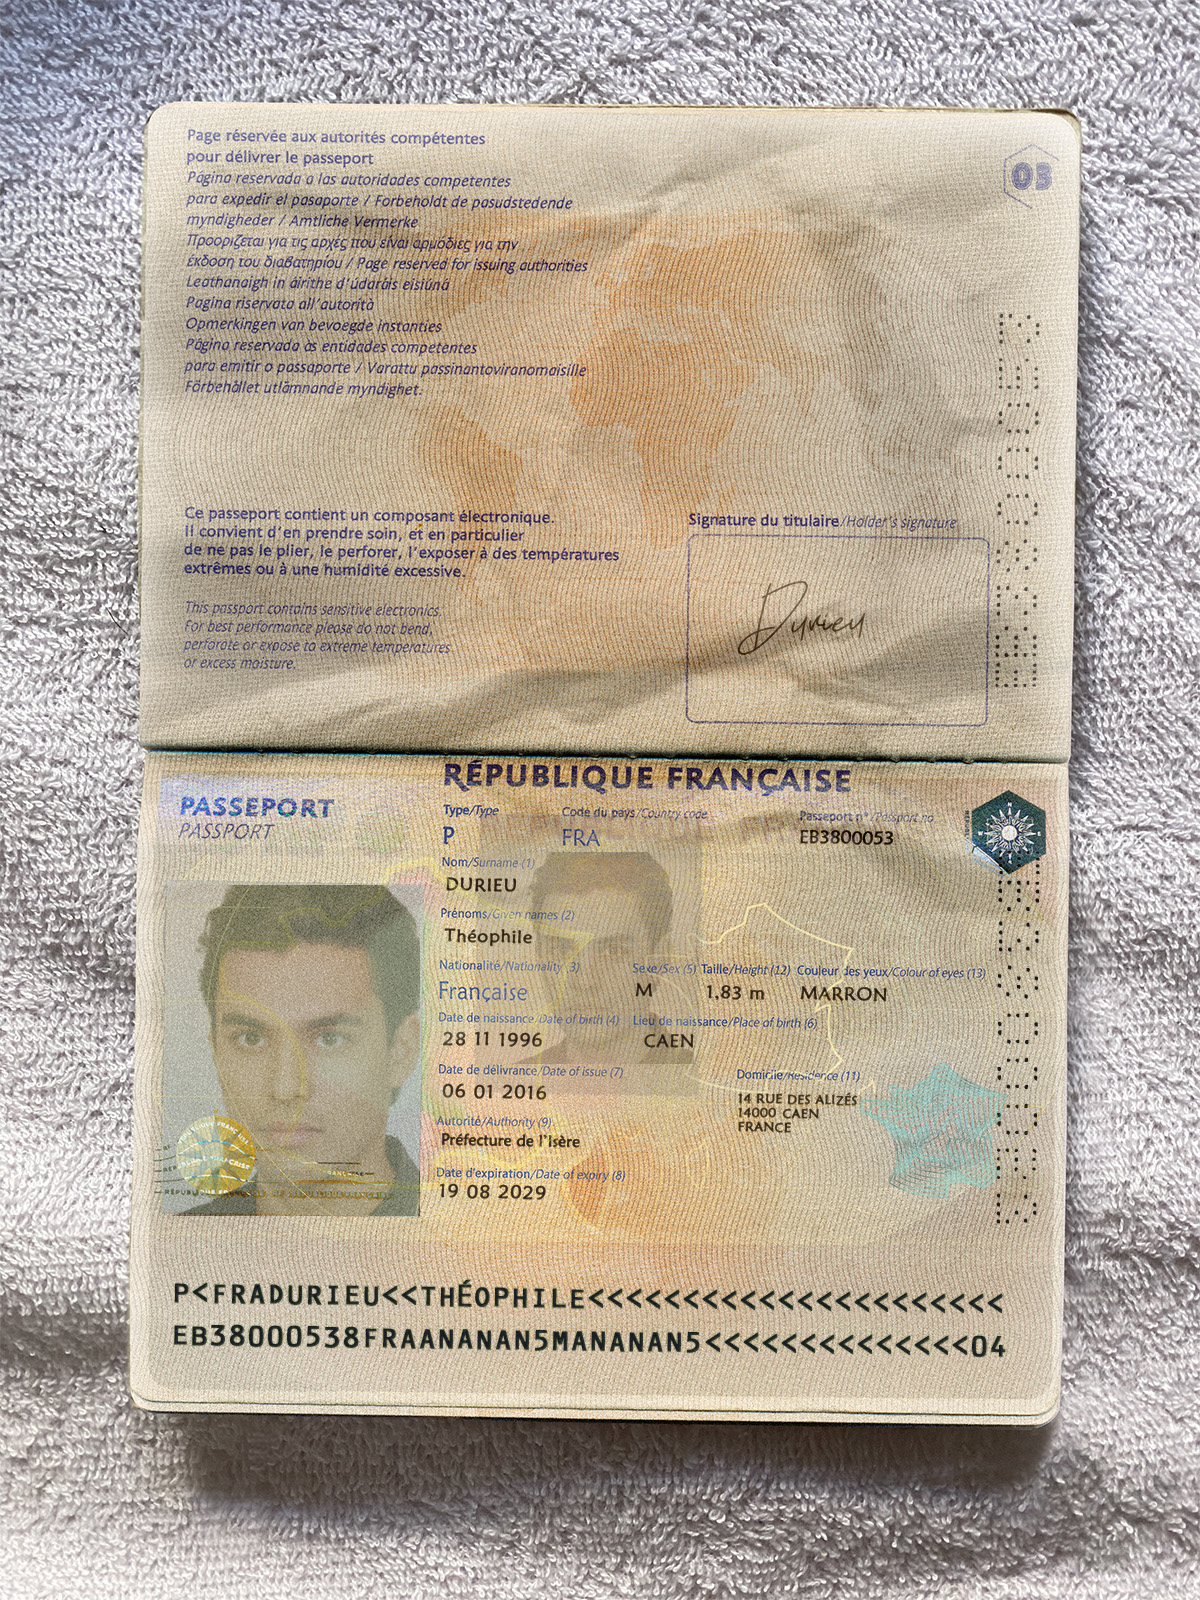 Page réservée aux autorités compétentes
pour délivrer le passeport
Pagina reservada a las autoridades competentes
para expedir el pasaporte / Forbeholdt de pasudstedende
myndigheder / Amtliche Vermerke
Προορίζεται για τις αρχές που είναι αρμόδιες για την
έκδοση του διαβατηρίου / Page reserved for issuing authorities
Leathanaigh in áirithe d'údaráis eisiúna
Pagina riservata all'autorità
Opmerkingen van bevoegde instanties
Página reservada às entidades competentes
para emitir o passaporte / Varattu passinantoviranomaisille
Förbehållet utlämnande myndighet.
03
Ce passeport contient un composant électronique.
Il convient d'en prendre soin, et en particulier
de ne pas le plier, le perforer, l'exposer à des températures
extrêmes ou à une humidité excessive.
This passport contains sensitive electronics.
For best performance please do not bend,
perforate or expose to extreme temperatures
or excess moisture.
Signature du titulaire/Holder's signature
Durieu
RÉPUBLIQUE FRANÇAISE
PASSEPORT
PASSPORT
Type/Type Code du pays/Country code Passeport n°/Passport no
P FRA EB3800053
Nom/Surname (1)
DURIEU
Prénoms/Given names (2)
Théophile
Nationalité/Nationality (3) Sexe/Sex (5) Taille/Height (12) Couleur des yeux/Colour of eyes (13)
Française M 1,83 m MARRON
Date de naissance/Date of birth (4) Lieu de naissance/Place of birth (6)
28 11 1996 CAEN
Date de délivrance/Date of issue (7) Domicile/Residence (11)
06 01 2016 14 RUE DES ALIZÉS
14000 CAEN
FRANCE
Autorité/Authority (9)
Préfecture de l'Isère
Date d'expiration/Date of expiry (8)
19 08 2029
P<FRADURIEU<<THÉOPHILE<<<<<<<<<<<<<<<<<<<<<<
EB38000538FRAANANAN5MANANAN5<<<<<<<<<<<<<<04